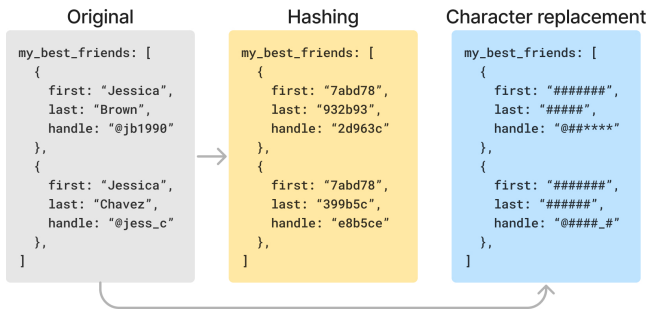 Original
my_best_friends: [
  {
    first: “Jessica”,
    last: “Brown”,
    handle: “@jb1990”
  },
  {
    first: “Jessica”,
    last: “Chavez”,
    handle: “@jess_c”
  },
]
Hashing
my_best_friends: [
  {
    first: “7abd78”,
    last: “932b93”,
    handle: “2d963c”
  },
  {
    first: “7abd78”,
    last: “399b5c”,
    handle: “e8b5ce”
  },
]
Character replacement
my_best_friends: [
  {
    first: “#######”,
    last: “#####”,
    handle: “@##****”
  },
  {
    first: “#######”,
    last: “######”,
    handle: “@####_#”
  },
]